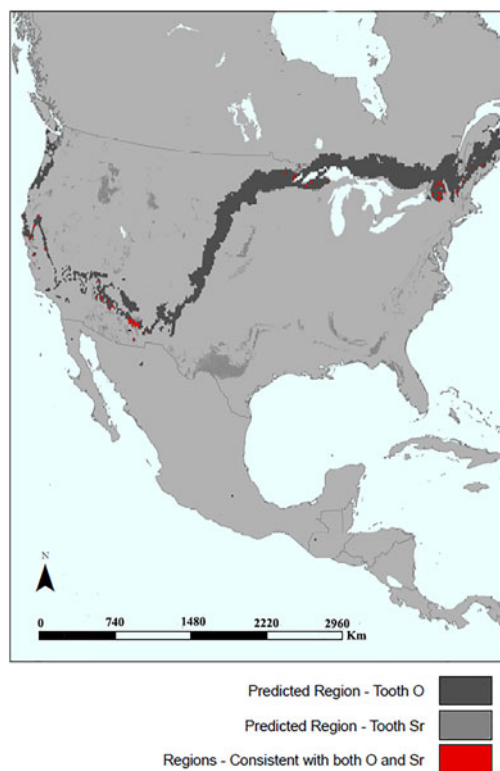 N
0 740 1480 2220 2960
Km
Predicted Region - Tooth O
Predicted Region - Tooth Sr
Regions - Consistent with both O and Sr